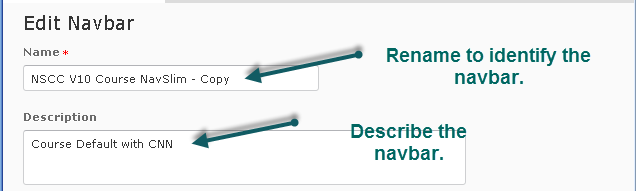 Edit Navbar
Name *
Rename to identify the
navbar.
NSCC V10 Course NavSlim - Copy
Description
Describe the
navbar.
Course Default with CNN